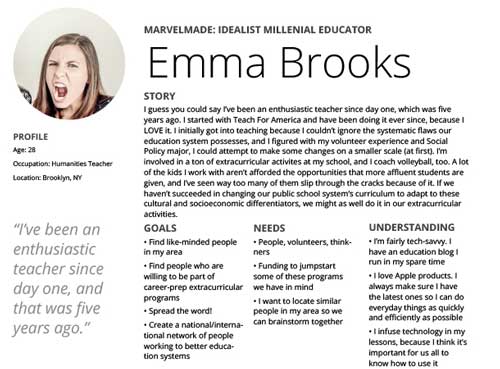 MARVELMADE: IDEALIST MILLENIAL EDUCATOR
Emma Brooks
STORY
I guess you could say I've been an enthusiastic teacher since day one, which was five
years ago. I started with Teach For America and have been doing it ever since, because I
LOVE it. I initially got into teaching because I couldn't ignore the systematic flaws our
education system possesses, and I figured with my volunteer experience and Social
Policy major, I could attempt to make some changes on a smaller scale (at first). I'm
involved in a ton of extracurricular activites at my school, and I coach volleyball, too. A lot
of the kids I work with aren't afforded the opportunities that more affluent students are
given, and I've seen way too many of them slip through the cracks because of it. If we
haven't succeeded in changing our public school system's curriculum to adapt to these
cultural and socioeconomic differentiators, we might as well do it in our extracurricular
activities.
PROFILE
Age: 28
Occupation: Humanities Teacher
Location: Brooklyn, NY
"I've been an
enthusiastic
teacher since
day one, and
that was five
years ago."
GOALS
• Find like-minded people
in my area
• Find people who are
willing to be part of
career-prep extracurricular
programs
• Spread the word!
• Create a national/interna-
tional network of people
working to better educa-
tion systems
NEEDS
• People, volunteers, think-
ners
• Funding to jumpstart
some of these programs
we have in mind
• I want to locate similar
people in my area so we
can brainstorm together
UNDERSTANDING
• I'm fairly tech-savvy. I
have an education blog I
run in my spare time
• I love Apple products. I
always make sure I have
the latest ones so I can do
everyday things as quickly
and efficiently as possible
• I infuse technology in my
lessons, because I think it's
important for us all to
know how to use it